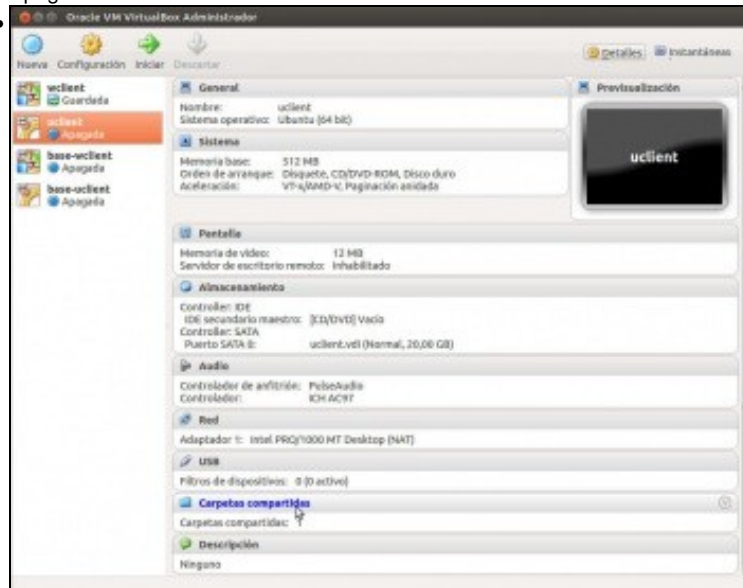 Oracle VM VirtualBox Administrador
Nueva Configuración Iniciar Descartar
Detalles Instantáneas
wclient
Guardada
uclient
Apagada
base-wclient
Apagada
base-uclient
Apagada
General
Nombre: uclient
Sistema operativo: Ubuntu (64 bit)
Previsualización
uclient
Sistema
Memoria base: 512 MB
Orden de arranque: Disquete, CD/DVD-ROM, Disco duro
Aceleración: VT-x/AMD-V, Paginación anidada
Pantalla
Memoria de vídeo: 12 MB
Servidor de escritorio remoto: Inhabilitado
Almacenamiento
Controller: IDE
IDE secundario maestro: [CD/DVD] Vacío
Controller: SATA
Puerto SATA 0: uclient.vdi (Normal, 20,00 GB)
Audio
Controlador de anfitrión: PulseAudio
Controlador: ICH AC97
Red
Adaptador 1: Intel PRO/1000 MT Desktop (NAT)
USB
Filtros de dispositivos: 0 (0 activo)
Carpetas compartidas
Carpetas compartidas: 1
Descripción
Ninguno